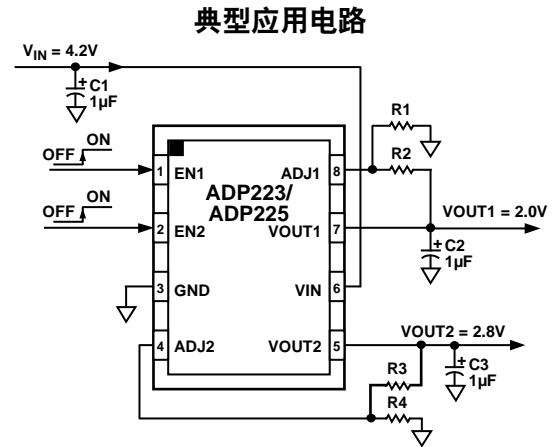 典型应用电路
VIN = 4.2V
+ C1
1µF
ON
OFF
ON
OFF
1 EN1
2 EN2
3 GND
4 ADJ2
ADP223/
ADP225
ADJ1 8
VOUT1 7
VIN 6
VOUT2 5
R1
R2
VOUT1 = 2.0V
+ C2
1µF
VOUT2 = 2.8V
+ C3
1µF
R3
R4